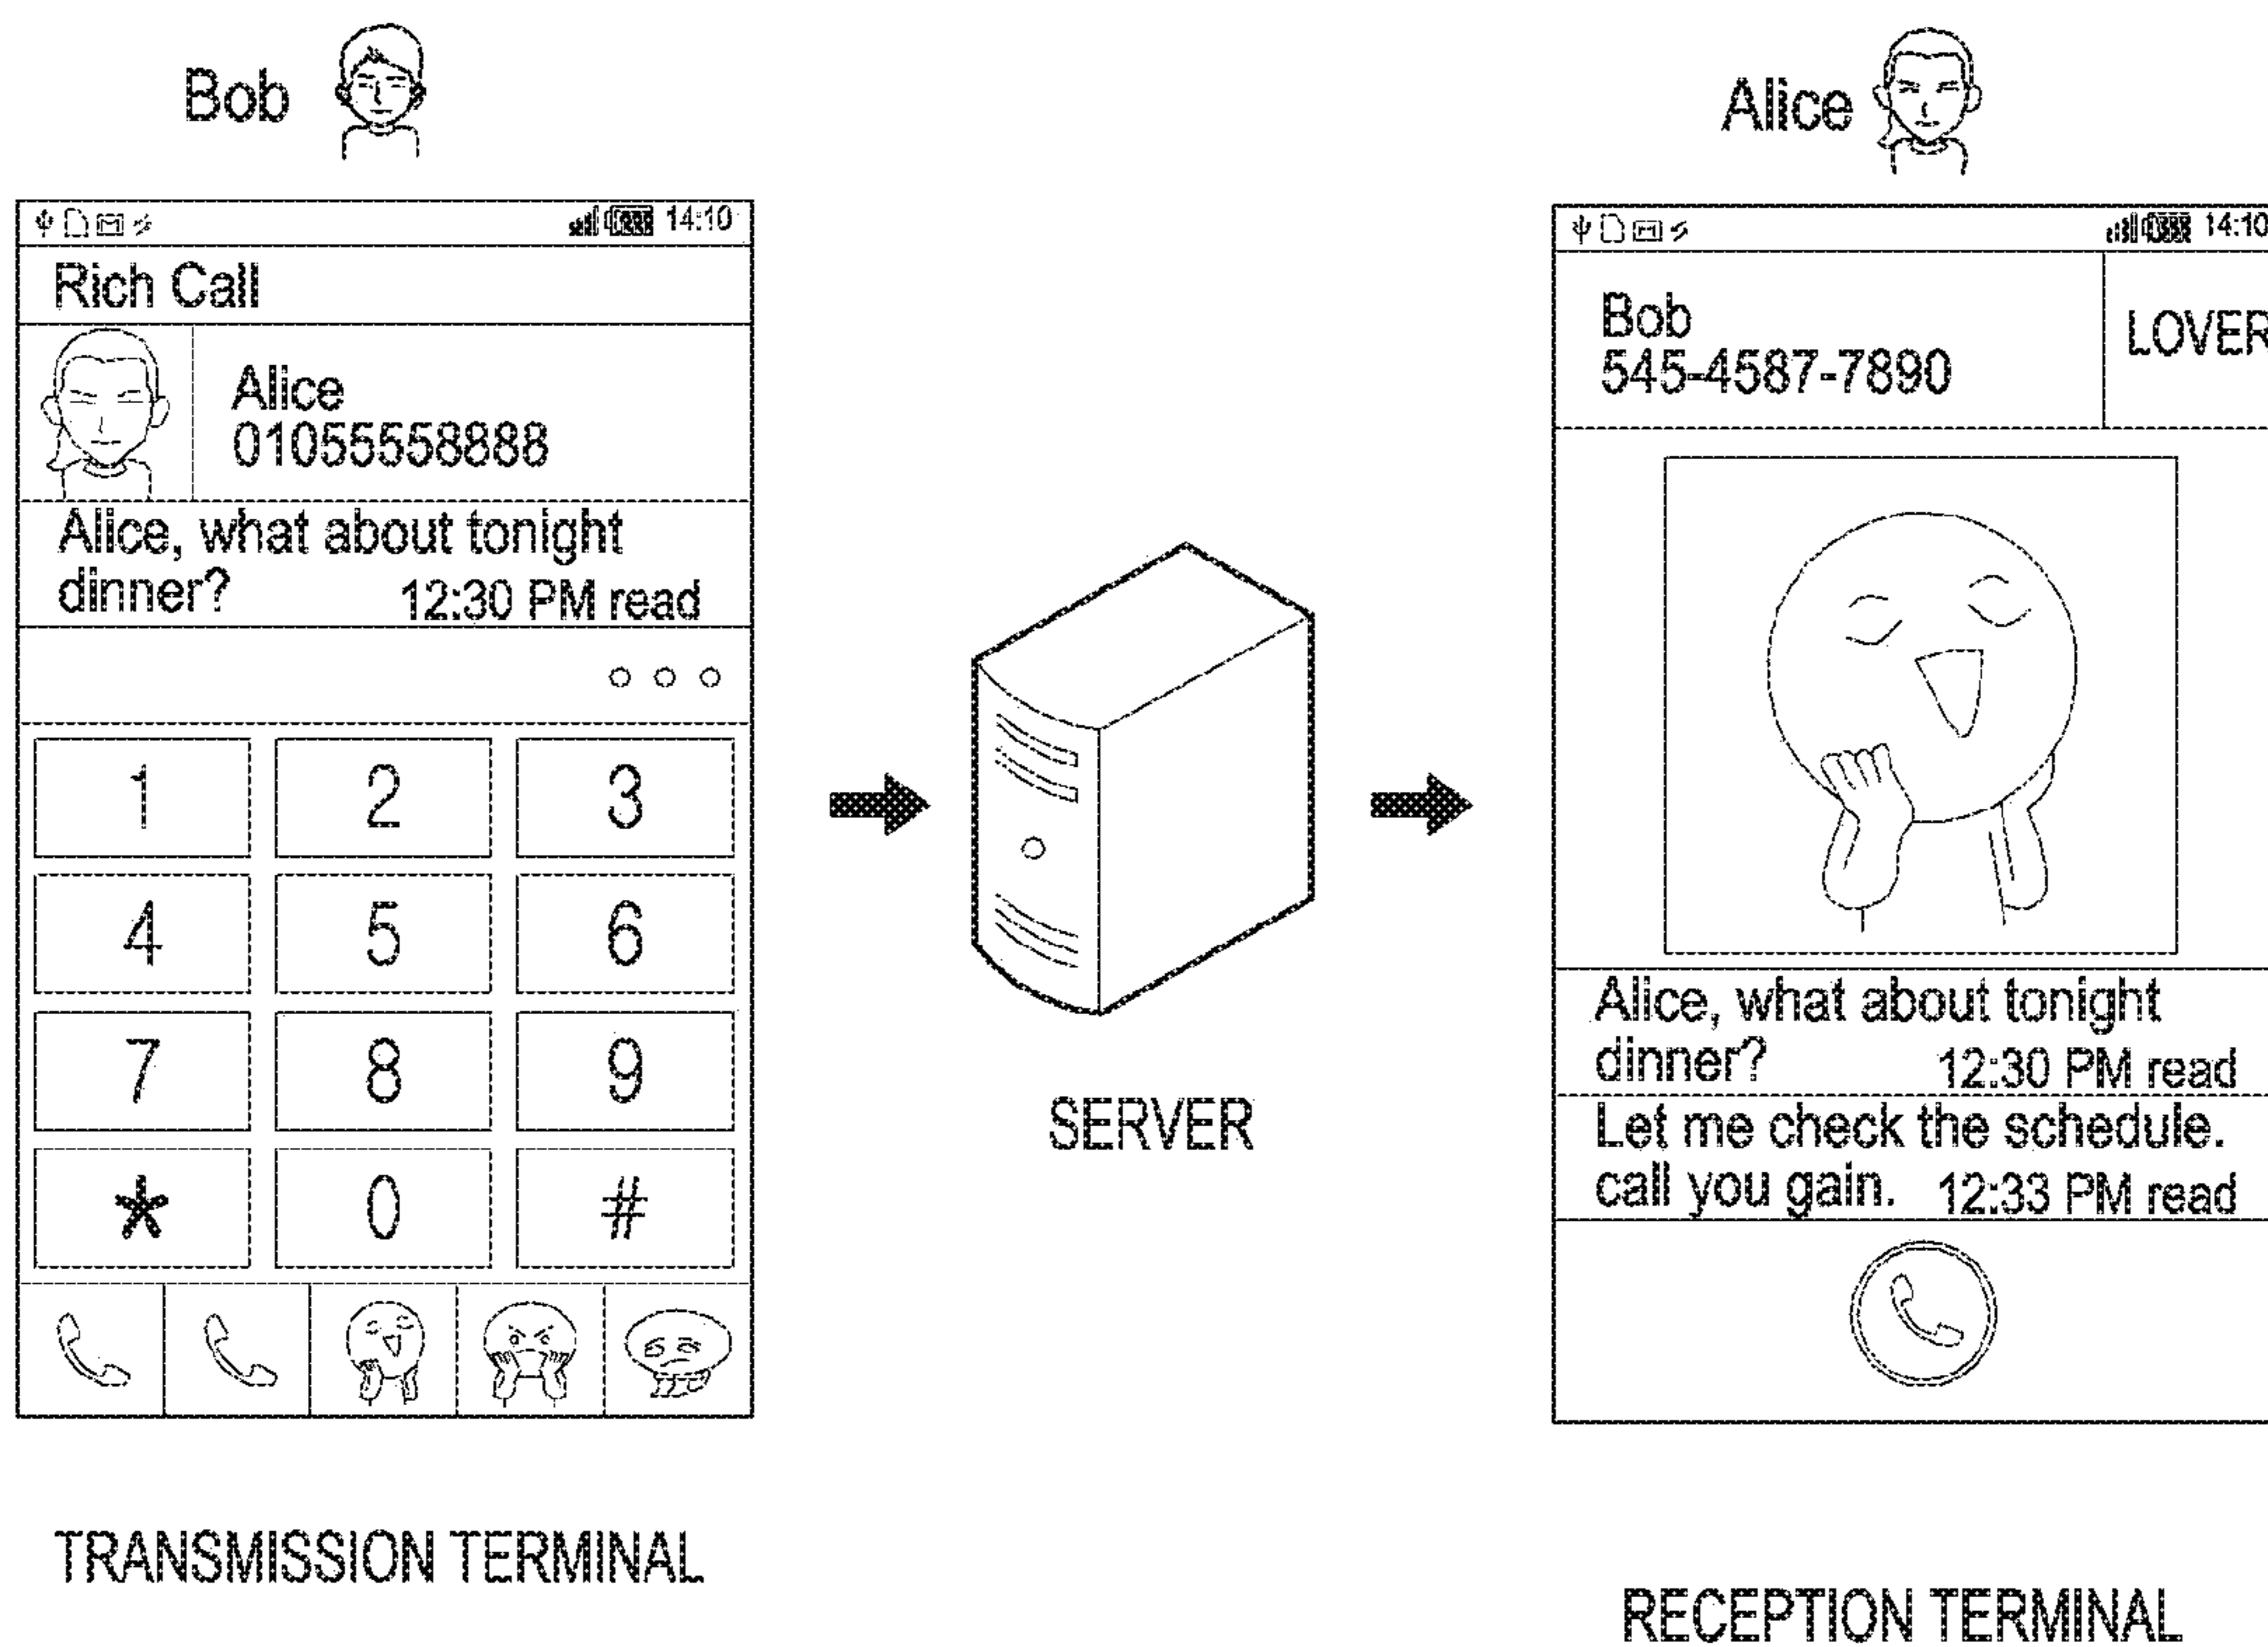 Bob
14:10
Rich Call
Alice
01055558888
Alice, what about tonight
dinner?
12:30 PM read
1 2 3
4 5 6
7 8 9
* 0 #
TRANSMISSION TERMINAL
SERVER
Alice
14:10
Bob
545-4587-7890
LOVER
Alice, what about tonight
dinner?
12:30 PM read
Let me check the schedule.
call you gain. 12:33 PM read
RECEPTION TERMINAL